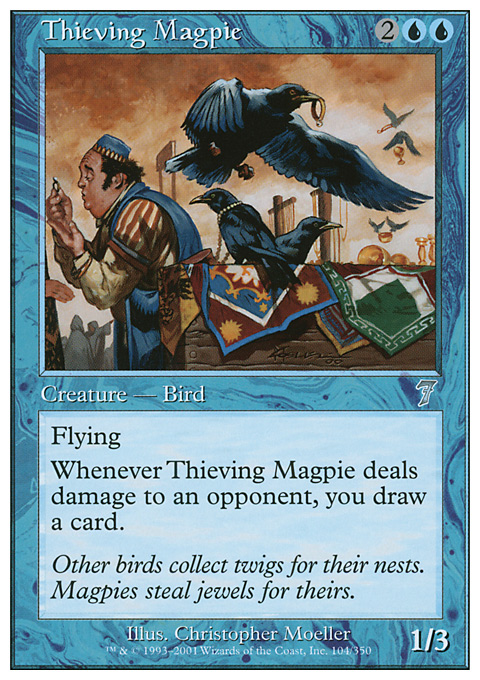 Thieving Magpie 2
Creature — Bird
Flying
Whenever Thieving Magpie deals
damage to an opponent, you draw
a card.
Other birds collect twigs for their nests.
Magpies steal jewels for theirs.
Illus. Christopher Moeller
™ & © 1993–2001 Wizards of the Coast, Inc. 104/350
1/3